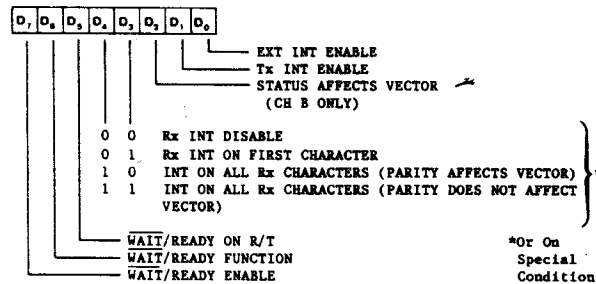 D₇ D₆ D₅ D₄ D₃ D₂ D₁ D₀
EXT INT ENABLE
Tx INT ENABLE
STATUS AFFECTS VECTOR
(CH B ONLY)
0 0 Rx INT DISABLE
0 1 Rx INT ON FIRST CHARACTER
1 0 INT ON ALL Rx CHARACTERS (PARITY AFFECTS VECTOR)
1 1 INT ON ALL Rx CHARACTERS (PARITY DOES NOT AFFECT
VECTOR)
W̅A̅I̅T̅/READY ON R/T
W̅A̅I̅T̅/READY FUNCTION
W̅A̅I̅T̅/READY ENABLE
*Or On
Special
Condition